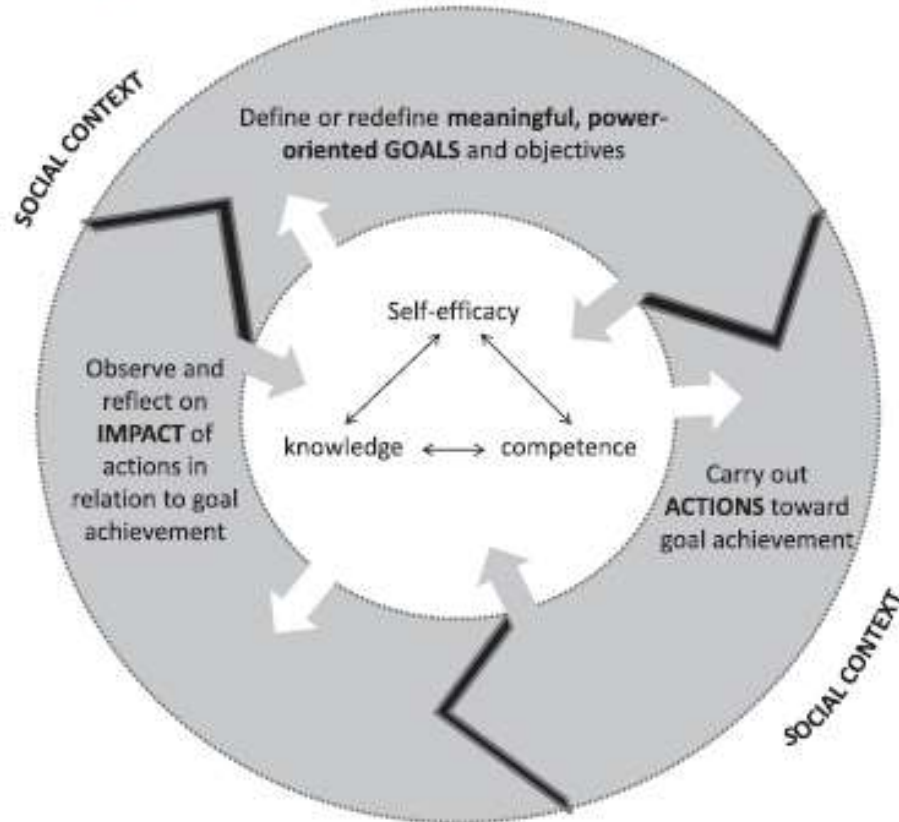 SOCIAL CONTEXT
Define or redefine meaningful, power-
oriented GOALS and objectives
Self-efficacy
knowledge
competence
Observe and
reflect on
IMPACT of
actions in
relation to goal
achievement
Carry out
ACTIONS toward
goal achievement
SOCIAL CONTEXT